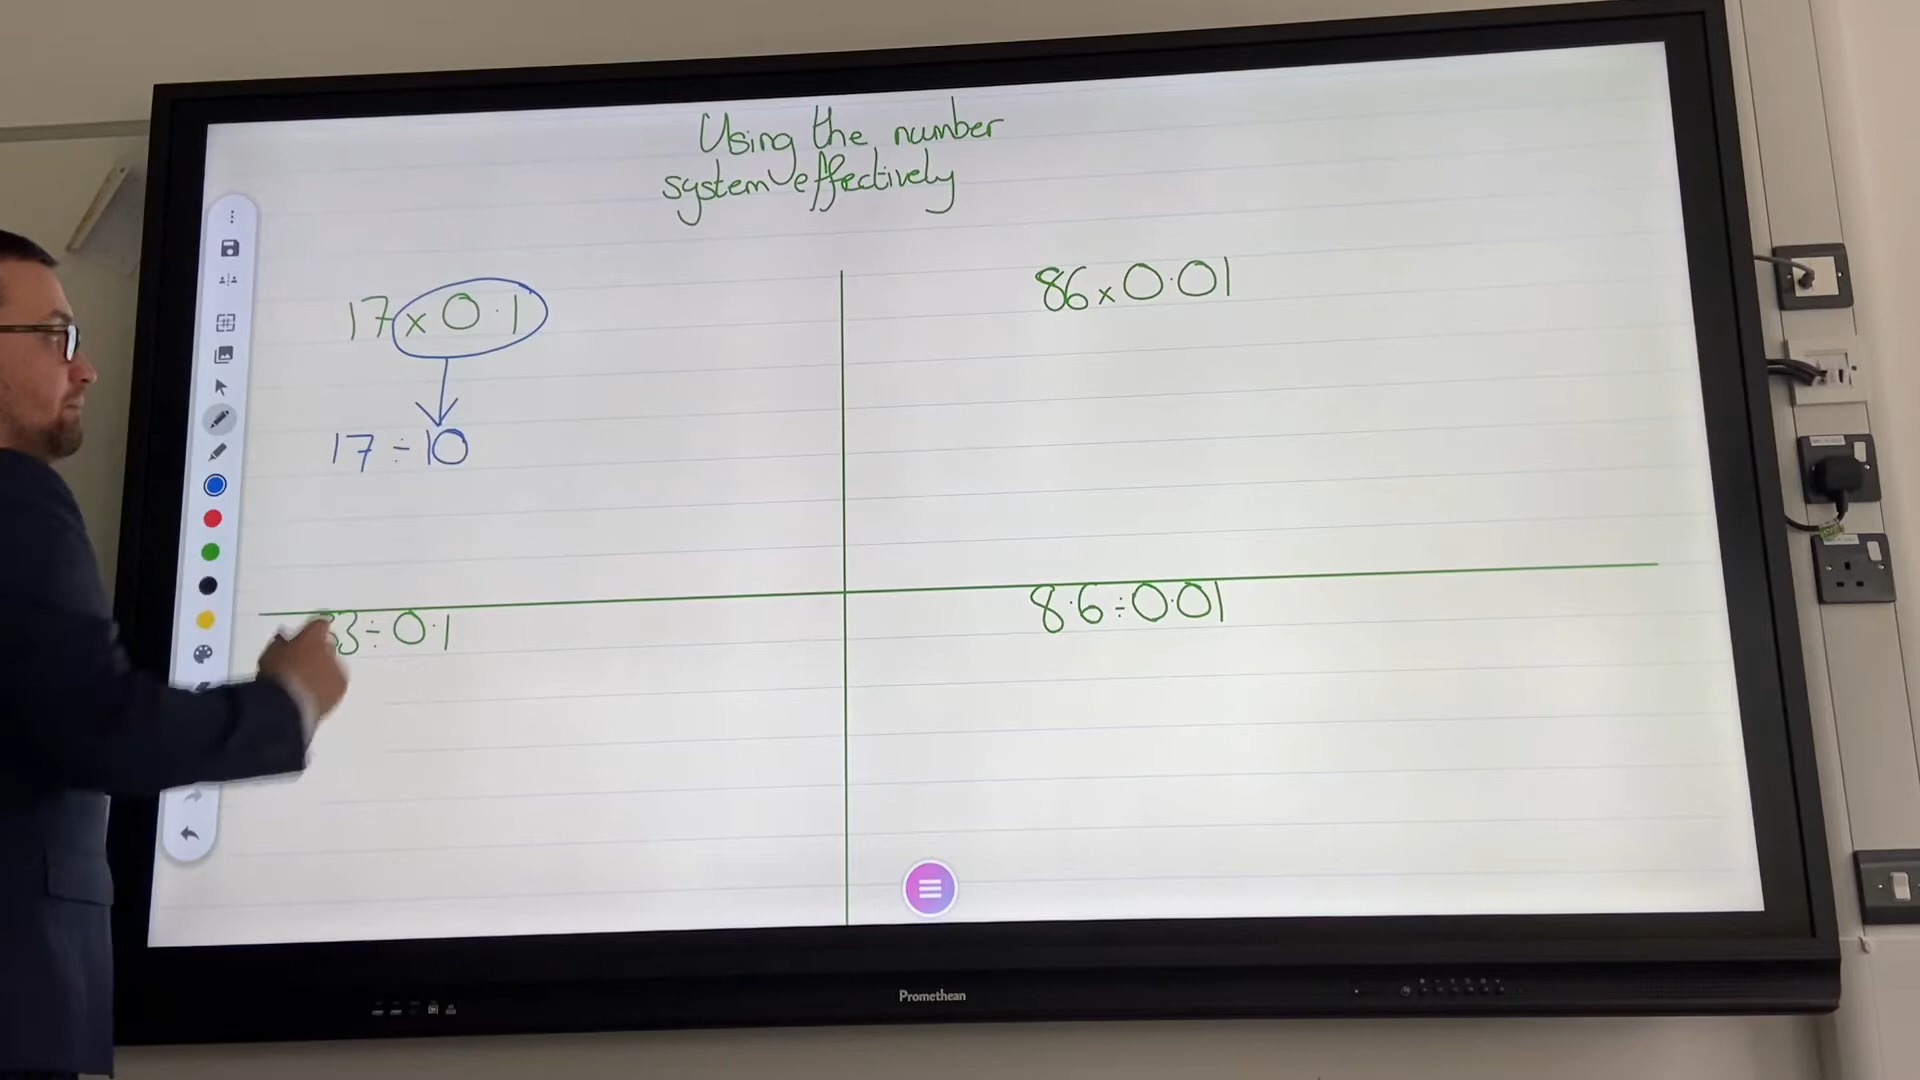 Using the number
system effectively
17 × 0·1
17 ÷ 10
86 × 0·01
÷ 0·1
8·6 ÷ 0·01
Promethean